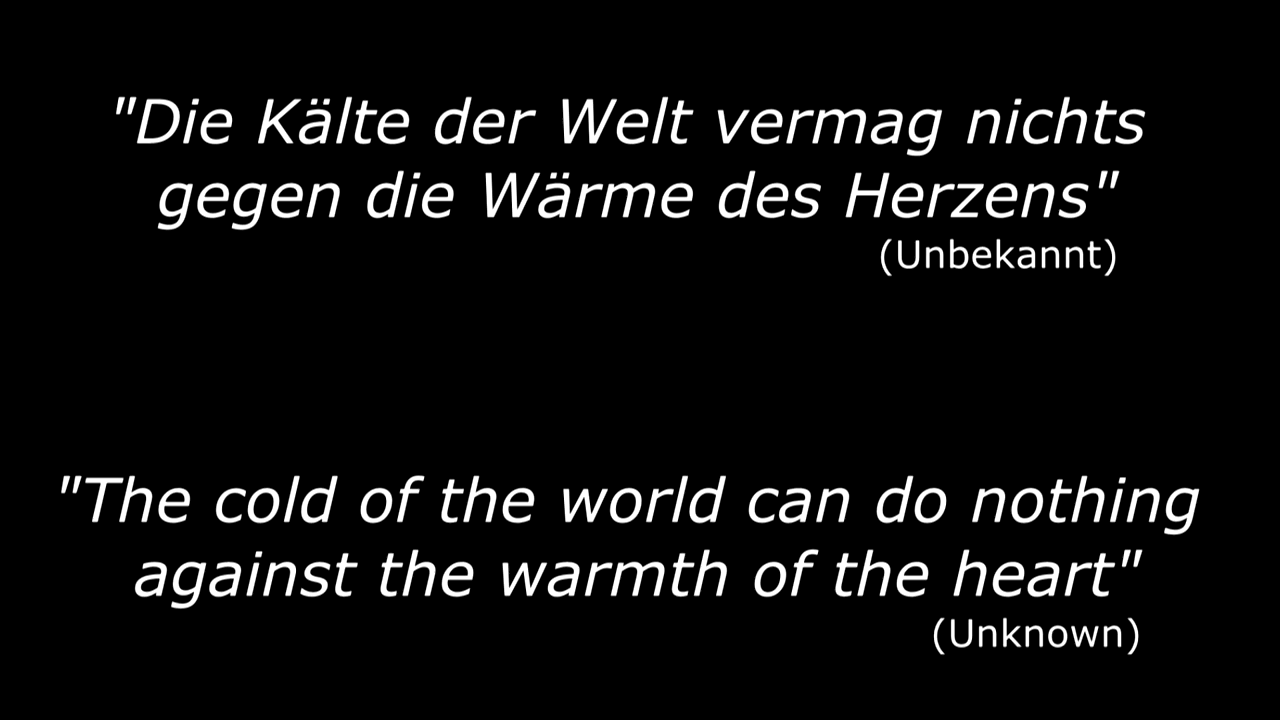 "Die Kälte der Welt vermag nichts
gegen die Wärme des Herzens"
(Unbekannt)
"The cold of the world can do nothing
against the warmth of the heart"
(Unknown)